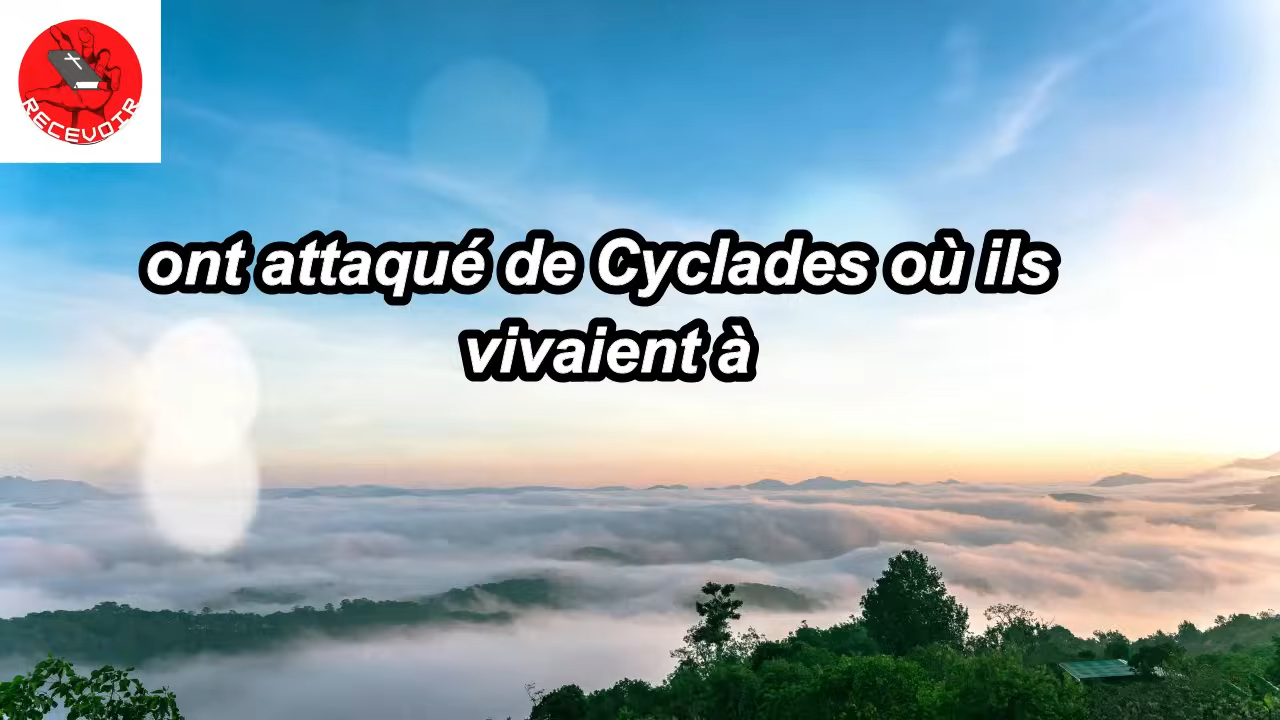 RECEVOIR
ont attaqué de Cyclades où ils
vivaient à